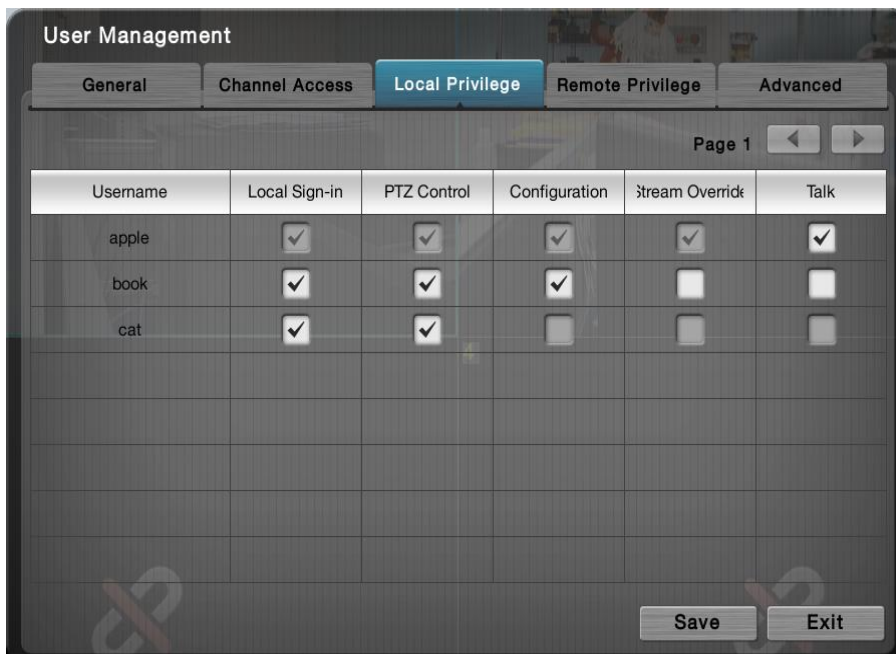 User Management
General Channel Access Local Privilege Remote Privilege Advanced
Page 1
Username Local Sign-in PTZ Control Configuration Stream Override Talk
apple
book
cat
4
Save Exit